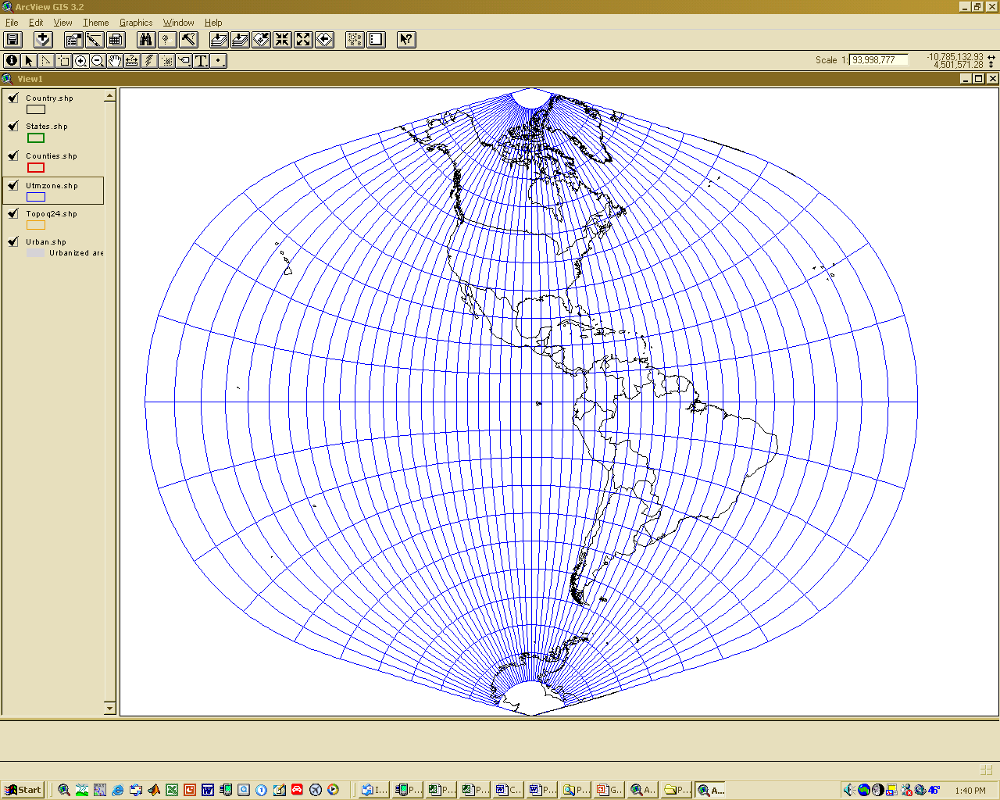 ArcView GIS 3.2
File Edit View Theme Graphics Window Help
Scale 1: 93,998,777
-10,785,132.93
4,501,571.28
View1
Country.shp
States.shp
Counties.shp
Utmzone.shp
Topoq24.shp
Urban.shp
Urbanized are
Start
I...
P...
P...
P...
C...
P...
P...
G...
A...
P...
A...
46°
1:40 PM